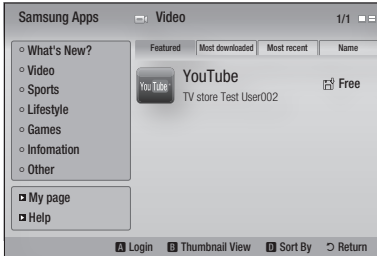 Samsung Apps
Video
1/1
What's New?
Video
Sports
Lifestyle
Games
Infomation
Other
My page
Help
Featured
Most downloaded
Most recent
Name
You Tube
YouTube
TV store Test User002
Free
A Login B Thumbnail View D Sort By Return